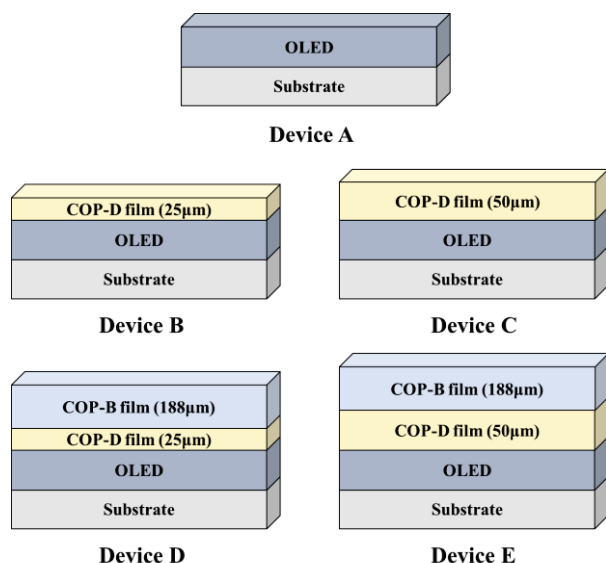 OLED
Substrate
Device A
COP-D film (25μm)
OLED
Substrate
Device B
COP-D film (50μm)
OLED
Substrate
Device C
COP-B film (188μm)
COP-D film (25μm)
OLED
Substrate
Device D
COP-B film (188μm)
COP-D film (50μm)
OLED
Substrate
Device E